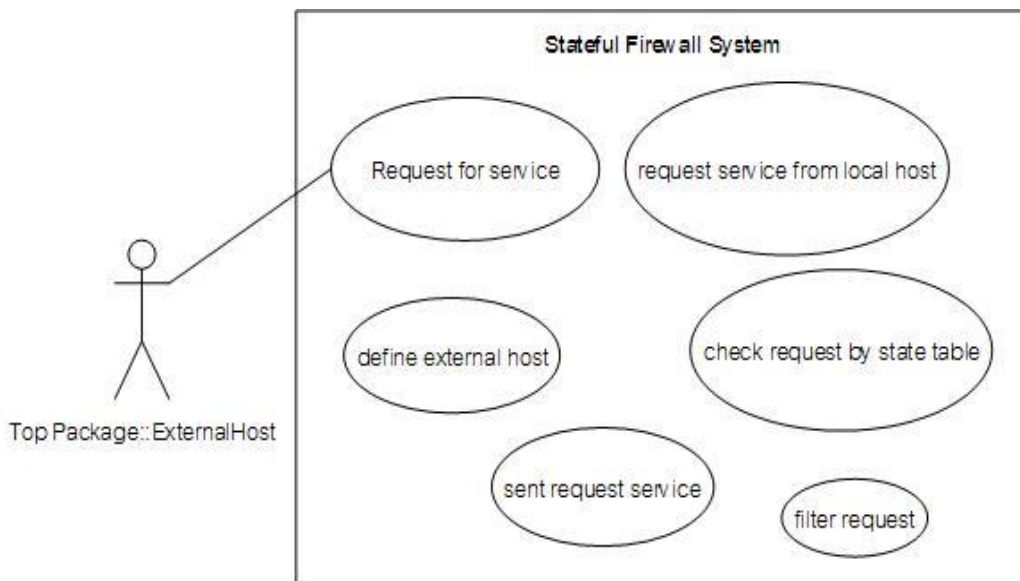 Stateful Firewall System
Request for service
request service from local host
define external host
check request by state table
Top Package::ExternalHost
sent request service
filter request